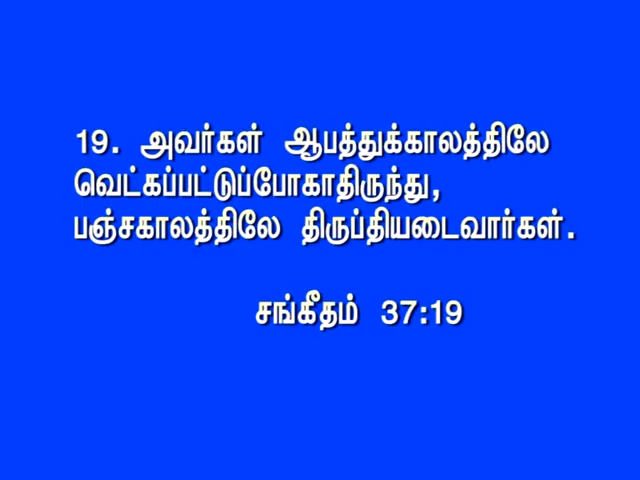 19. அவர்கள் ஆபத்துக்காலத்திலே
வெட்கப்பட்டுப்போகாதிருந்து,
பஞ்சகாலத்திலே திருப்தியடைவார்கள்.
சங்கீதம் 37:19